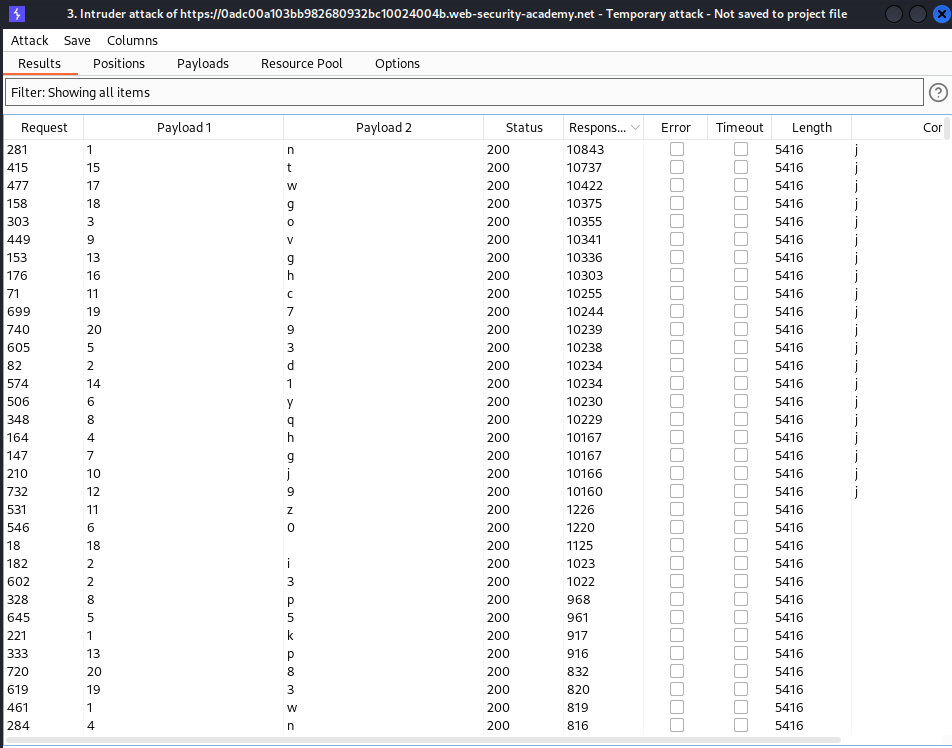 3. Intruder attack of https://0adc00a103bb982680932bc10024004b.web-security-academy.net - Temporary attack - Not saved to project file
Attack Save Columns
Results Positions Payloads Resource Pool Options
Filter: Showing all items ?
Request Payload 1 Payload 2 Status Respons... Error Timeout Length Cor
281 1 n 200 10843 5416 j
415 15 t 200 10737 5416 j
477 17 w 200 10422 5416 j
158 18 g 200 10375 5416 j
303 3 o 200 10355 5416 j
449 9 v 200 10341 5416 j
153 13 g 200 10336 5416 j
176 16 h 200 10303 5416 j
71 11 c 200 10255 5416 j
699 19 7 200 10244 5416 j
740 20 9 200 10239 5416 j
605 5 3 200 10238 5416 j
82 2 d 200 10234 5416 j
574 14 1 200 10234 5416 j
506 6 y 200 10230 5416 j
348 8 q 200 10229 5416 j
164 4 h 200 10167 5416 j
147 7 g 200 10167 5416 j
210 10 j 200 10166 5416 j
732 12 9 200 10160 5416 j
531 11 z 200 1226 5416
546 6 0 200 1220 5416
18 18 200 1125 5416
182 2 i 200 1023 5416
602 2 3 200 1022 5416
328 8 p 200 968 5416
645 5 5 200 961 5416
221 1 k 200 917 5416
333 13 p 200 916 5416
720 20 8 200 832 5416
619 19 3 200 820 5416
461 1 w 200 819 5416
284 4 n 200 816 5416